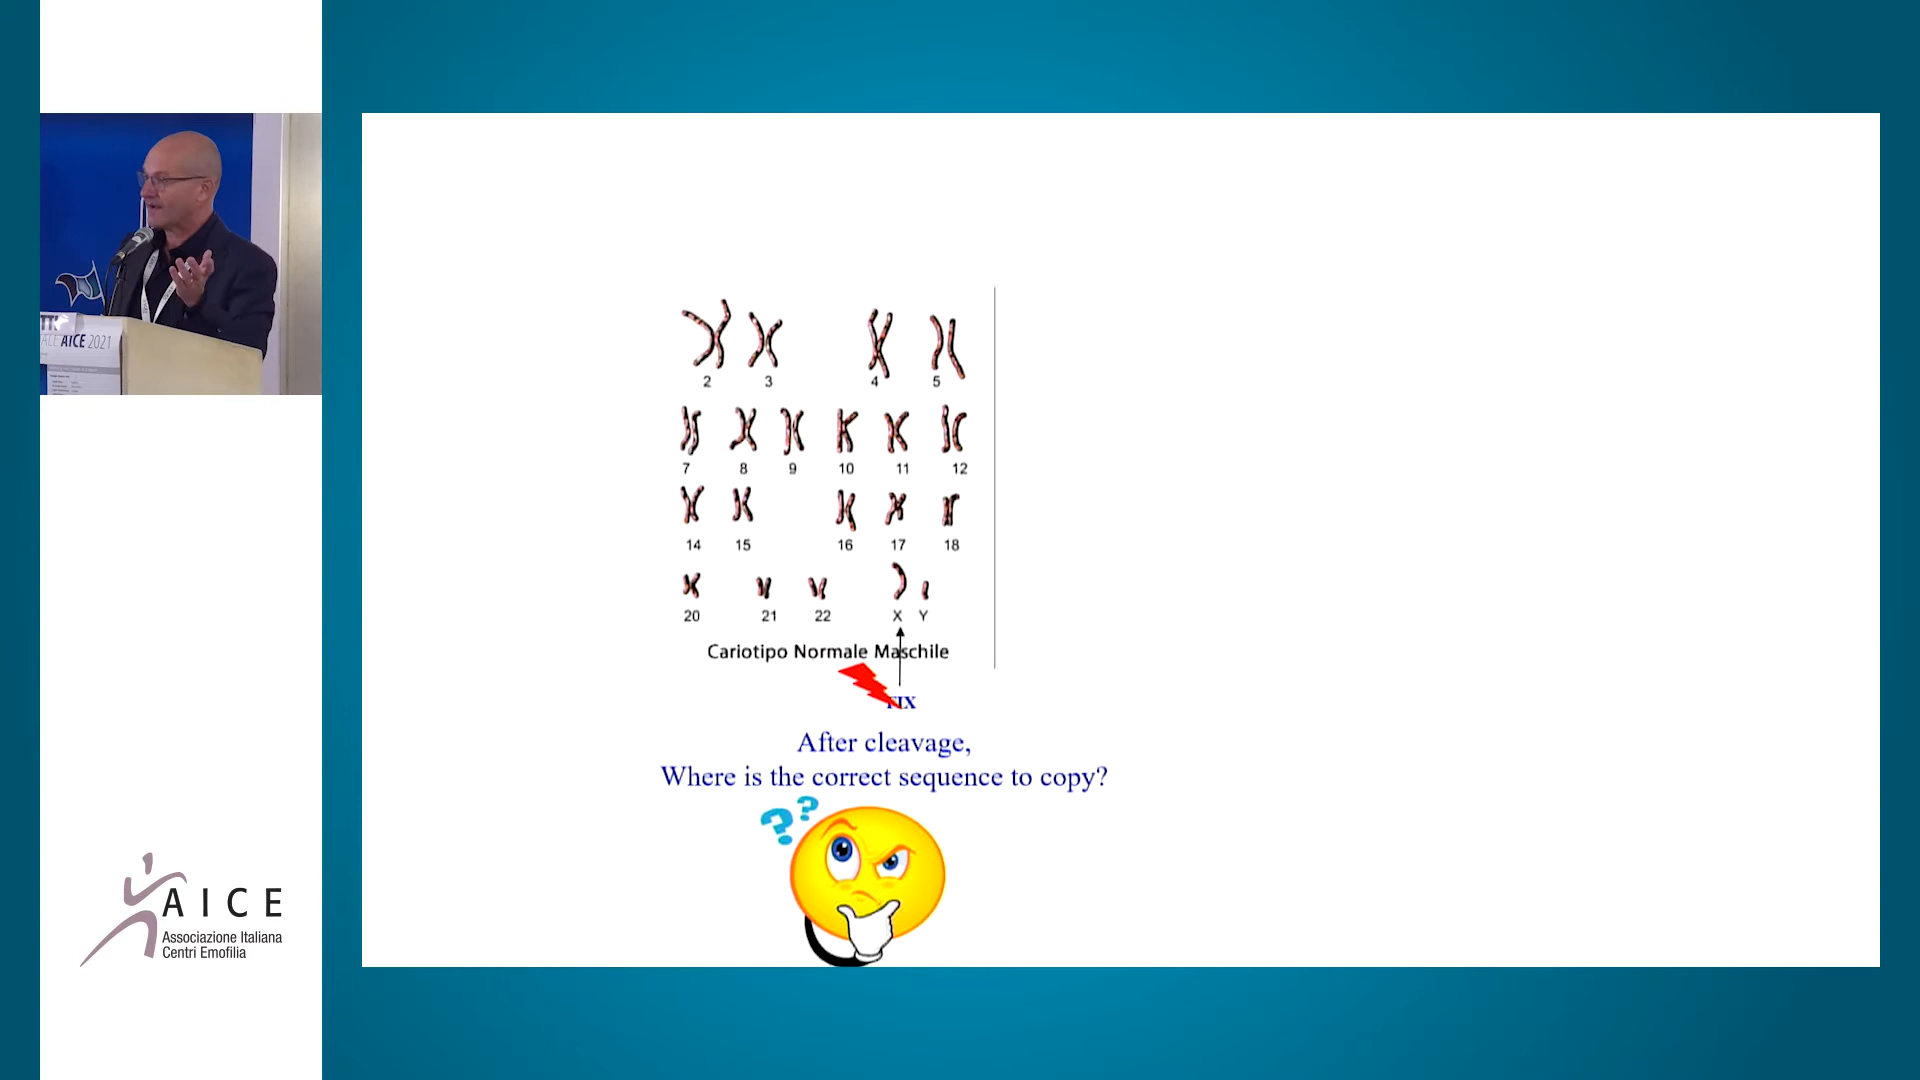 AICE 2021
2 3 4 5
7 8 9 10 11 12
14 15 16 17 18
20 21 22 X Y
Cariotipo Normale Maschile
After cleavage,
Where is the correct sequence to copy?
? ?
AICE
Associazione Italiana
Centri Emofilia